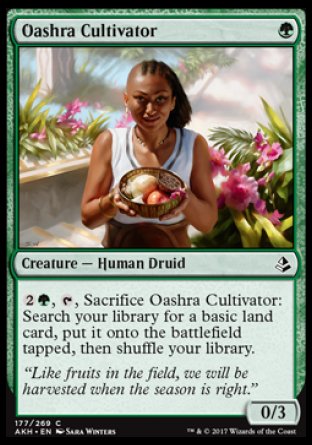 Oashra Cultivator
Creature — Human Druid
2, Sacrifice Oashra Cultivator:
Search your library for a basic land
card, put it onto the battlefield
tapped, then shuffle your library.
“Like fruits in the field, we will be
harvested when the season is right.”
0/3
177/269 C
AKH • EN Sara Winters
™ & © 2017 Wizards of the Coast